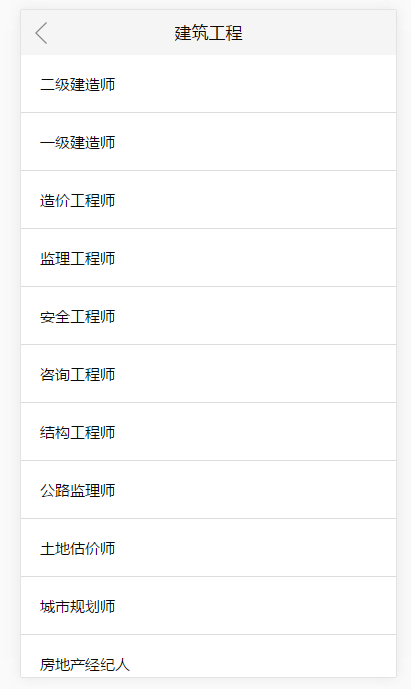 建筑工程
二级建造师
一级建造师
造价工程师
监理工程师
安全工程师
咨询工程师
结构工程师
公路监理师
土地估价师
城市规划师
房地产经纪人